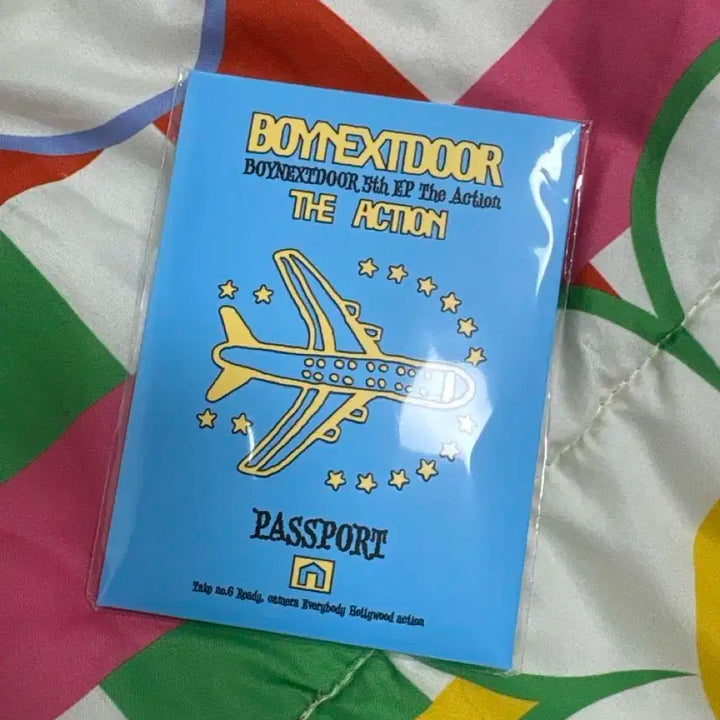 BOYNEXTDOOR
BOYNEXTDOOR 5th EP The Action
THE ACTION
PASSPORT
Take no.6 Ready, camera Everybody Hollywood action